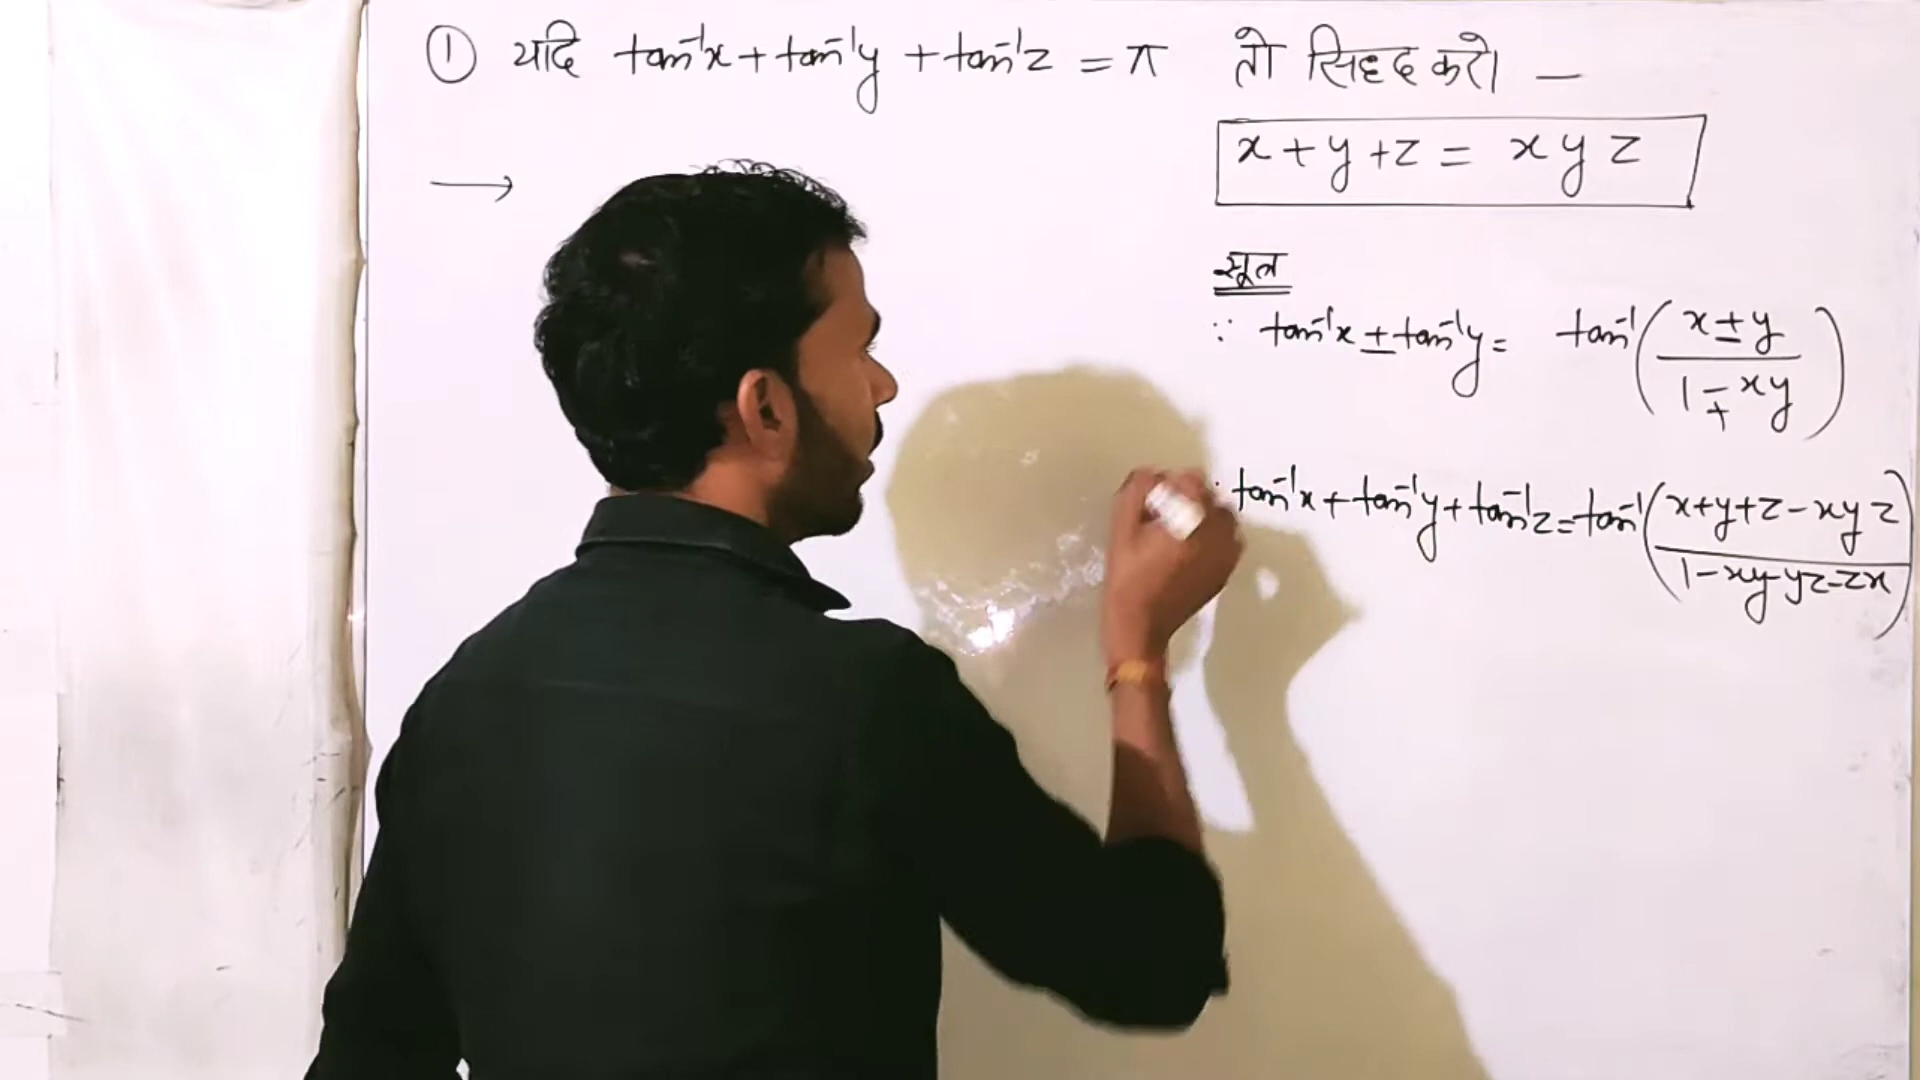 ① यदि tan⁻¹x + tan⁻¹y + tan⁻¹z = π तो सिद्द करो। —
→
x + y + z = x y z
सूत्र
∵ tan⁻¹x ± tan⁻¹y = tan⁻¹((x ± y)/(1 ∓ xy))
tan⁻¹x + tan⁻¹y + tan⁻¹z = tan⁻¹((x+y+z-xyz)/(1-xy-yz-zx))